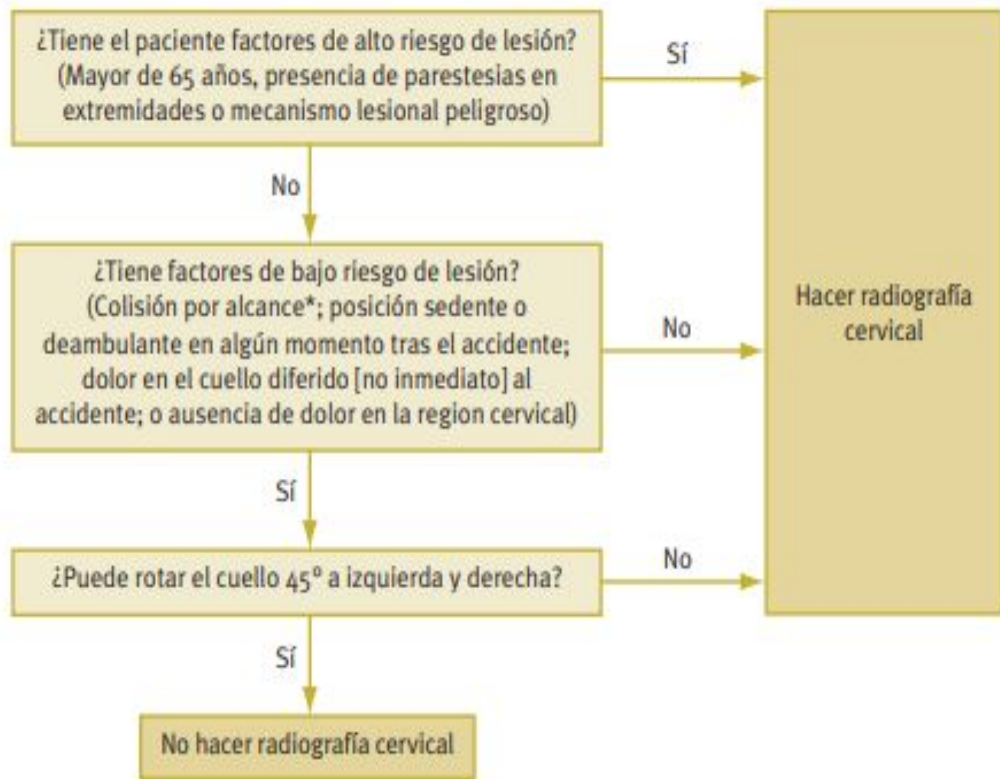 ¿Tiene el paciente factores de alto riesgo de lesión?
(Mayor de 65 años, presencia de parestesias en
extremidades o mecanismo lesional peligroso)
Sí
No
¿Tiene factores de bajo riesgo de lesión?
(Colisión por alcance*; posición sedente o
deambulante en algún momento tras el accidente;
dolor en el cuello diferido [no inmediato] al
accidente; o ausencia de dolor en la region cervical)
No
Hacer radiografía
cervical
Sí
¿Puede rotar el cuello 45º a izquierda y derecha?
No
Sí
No hacer radiografía cervical